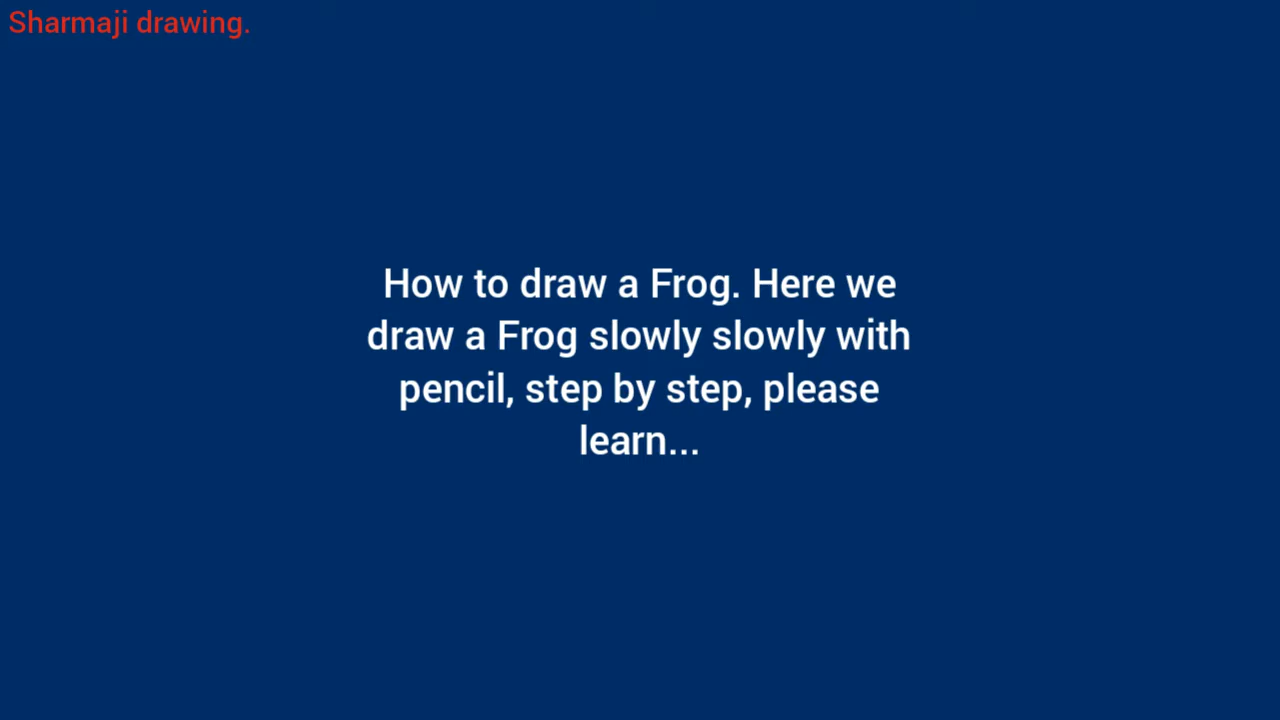 Sharmaji drawing.
How to draw a Frog. Here we
draw a Frog slowly slowly with
pencil, step by step, please
learn...